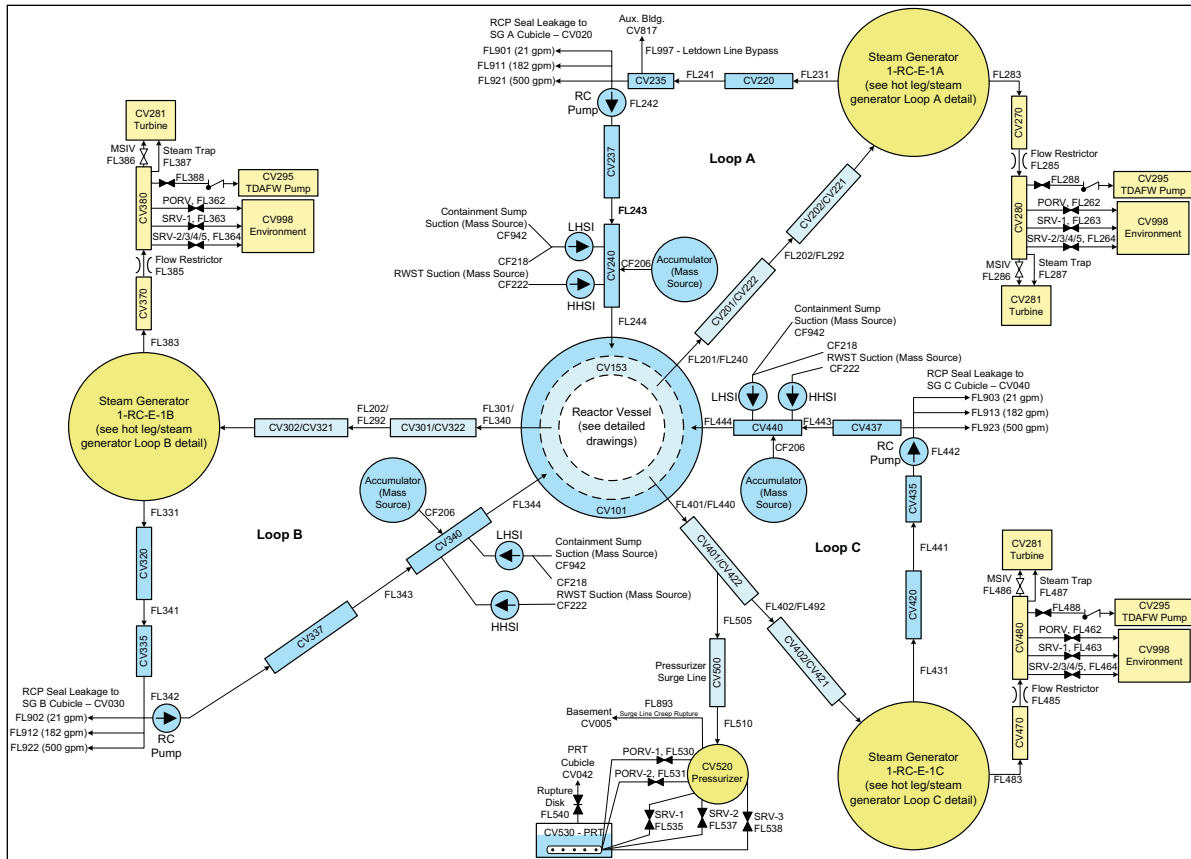 RCP Seal Leakage to
SG A Cubicle – CV020
FL901 (21 gpm)
FL911 (182 gpm)
FL921 (500 gpm)
Aux. Bldg.
CV817
FL997 - Letdown Line Bypass
CV235
FL241
CV220
FL231
RC
Pump
FL242
CV237
Loop A
FL243
Steam Generator
1-RC-E-1A
(see hot leg/steam
generator Loop A detail)
FL283
CV270
Flow Restrictor
FL285
CV280
FL288
CV295
TDAFW Pump
PORV, FL262
SRV-1, FL263
SRV-2/3/4/5, FL264
CV998
Environment
MSIV
FL286
Steam Trap
FL287
CV281
Turbine
CV281
Turbine
MSIV
FL386
Steam Trap
FL387
FL388
CV295
TDAFW Pump
CV380
PORV, FL362
SRV-1, FL363
SRV-2/3/4/5, FL364
CV998
Environment
Flow Restrictor
FL385
CV370
FL383
Containment Sump
Suction (Mass Source)
CF942
LHSI
CF218
RWST Suction (Mass Source)
CF222
HHSI
CV240
CF206
Accumulator
(Mass
Source)
FL244
CV202/CV221
FL202/FL292
CV201/CV222
FL201/FL240
CV153
Reactor Vessel
(see detailed
drawings)
CV101
Steam Generator
1-RC-E-1B
(see hot leg/steam
generator Loop B detail)
FL202/
FL292
FL301/
FL340
CV302/CV321
CV301/CV322
Containment Sump
Suction (Mass Source)
CF942
CF218
RWST Suction (Mass Source)
CF222
LHSI
HHSI
FL444
CV440
FL443
CV437
CF206
Accumulator
(Mass
Source)
RCP Seal Leakage to
SG C Cubicle – CV040
FL903 (21 gpm)
FL913 (182 gpm)
FL923 (500 gpm)
RC
Pump
FL442
CV435
FL441
CV420
FL431
Loop C
FL331
CV320
FL341
CV335
Loop B
RCP Seal Leakage to
SG B Cubicle – CV030
FL902 (21 gpm)
FL912 (182 gpm)
FL922 (500 gpm)
FL342
RC
Pump
CV337
FL343
Accumulator
(Mass
Source)
CF206
CV340
FL344
LHSI
Containment Sump
Suction (Mass Source)
CF942
CF218
RWST Suction (Mass Source)
CF222
HHSI
FL401/FL440
CV401/CV422
FL402/FL492
CV402/CV421
FL505
Pressurizer
Surge Line
CV500
FL510
FL893
Surge Line Creep Rupture
Basement
CV005
CV520
Pressurizer
PORV-1, FL530
PORV-2, FL531
PRT
Cubicle
CV042
Rupture
Disk
FL540
CV530 - PRT
SRV-1
FL535
SRV-2
FL537
SRV-3
FL538
Steam Generator
1-RC-E-1C
(see hot leg/steam
generator Loop C detail)
FL483
CV470
Flow Restrictor
FL485
CV480
CV281
Turbine
MSIV
FL486
Steam Trap
FL487
FL488
CV295
TDAFW Pump
PORV, FL462
SRV-1, FL463
SRV-2/3/4/5, FL464
CV998
Environment